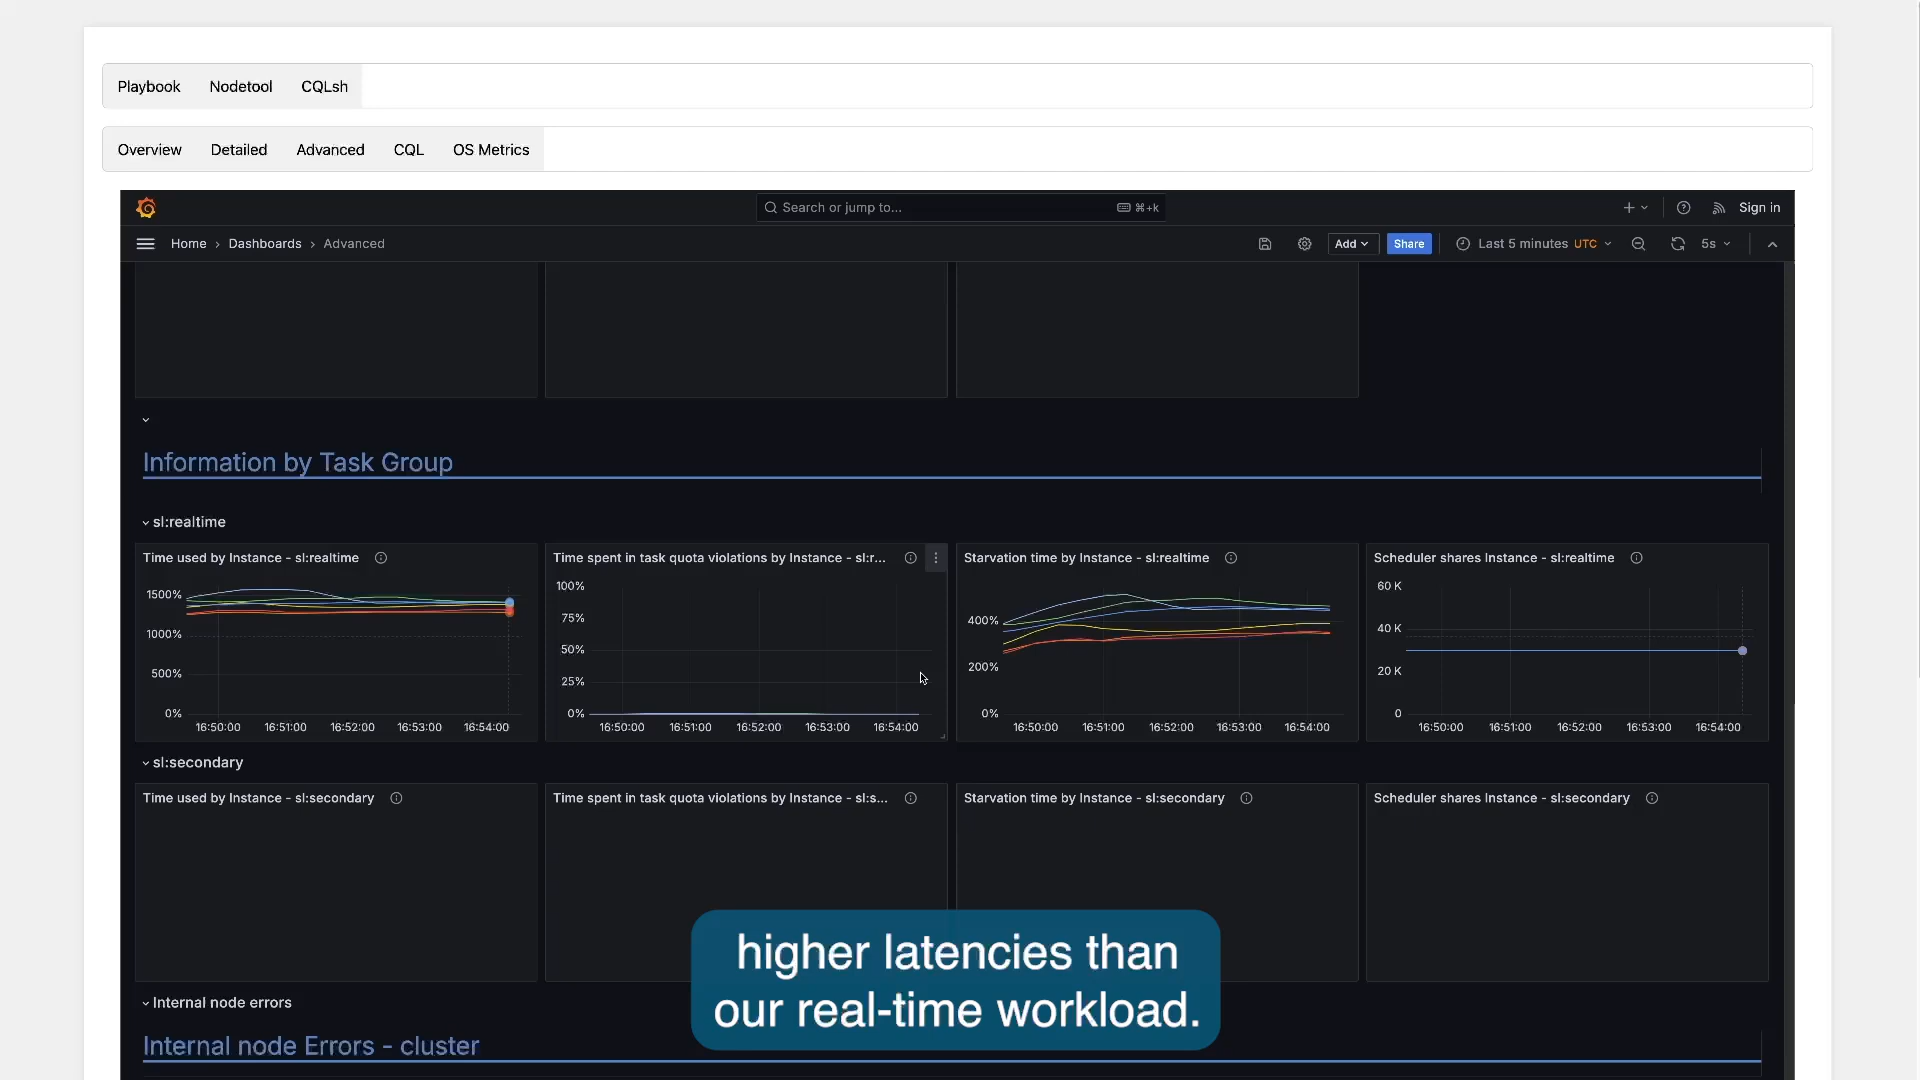 Playbook Nodetool CQLsh
Overview Detailed Advanced CQL OS Metrics
Search or jump to... ⌘+k Sign in
Home › Dashboards › Advanced Add Share Last 5 minutes UTC 5s
Information by Task Group
sl:realtime
Time used by Instance - sl:realtime
1500%
1000%
500%
0%
16:50:00 16:51:00 16:52:00 16:53:00 16:54:00
Time spent in task quota violations by Instance - sl:r...
100%
75%
50%
25%
0%
16:50:00 16:51:00 16:52:00 16:53:00 16:54:00
Starvation time by Instance - sl:realtime
400%
200%
0%
16:50:00 16:51:00 16:52:00 16:53:00 16:54:00
Scheduler shares Instance - sl:realtime
60 K
40 K
20 K
0
16:50:00 16:51:00 16:52:00 16:53:00 16:54:00
sl:secondary
Time used by Instance - sl:secondary
Time spent in task quota violations by Instance - sl:s...
Starvation time by Instance - sl:secondary
Scheduler shares Instance - sl:secondary
higher latencies than
our real-time workload.
Internal node errors
Internal node Errors - cluster